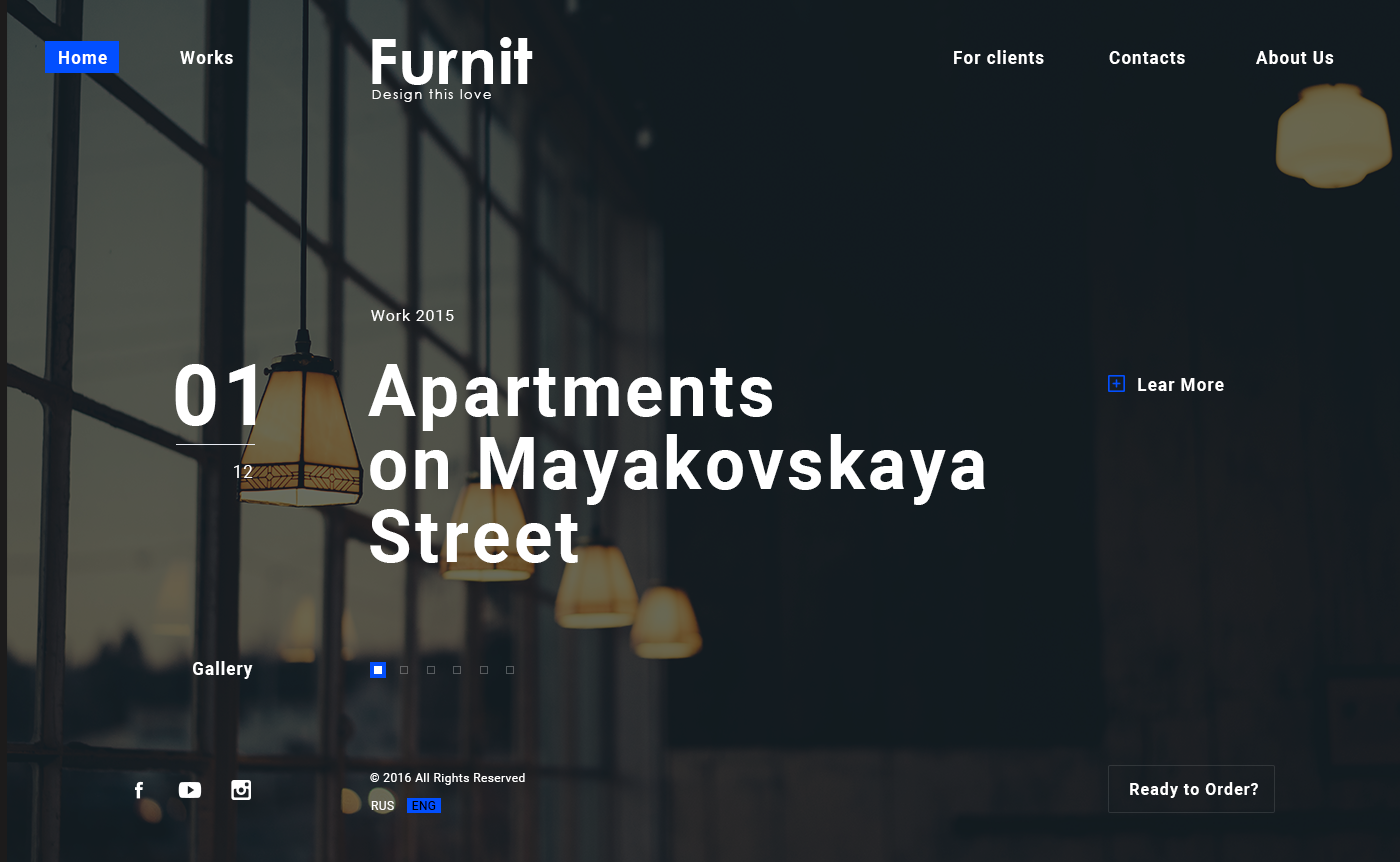 Home
Works
Furnit
Design this love
For clients
Contacts
About Us
Work 2015
01
12
Apartments
on Mayakovskaya
Street
Lear More
Gallery
© 2016 All Rights Reserved
RUS
ENG
Ready to Order?